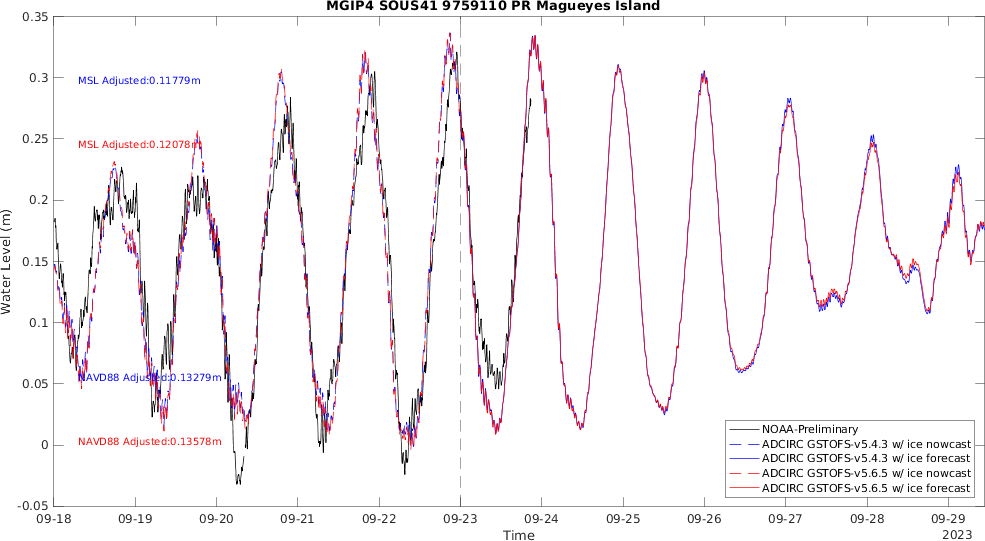 MGIP4 SOUS41 9759110 PR Magueyes Island
Water Level (m)
0.35
0.3
0.25
0.2
0.15
0.1
0.05
0
-0.05
MSL Adjusted:0.11779m
MSL Adjusted:0.12078m
NAVD88 Adjusted:0.13279m
NAVD88 Adjusted:0.13578m
NOAA-Preliminary
ADCIRC GSTOFS-v5.4.3 w/ ice nowcast
ADCIRC GSTOFS-v5.4.3 w/ ice forecast
ADCIRC GSTOFS-v5.6.5 w/ ice nowcast
ADCIRC GSTOFS-v5.6.5 w/ ice forecast
09-18 09-19 09-20 09-21 09-22 09-23 09-24 09-25 09-26 09-27 09-28 09-29
Time
2023